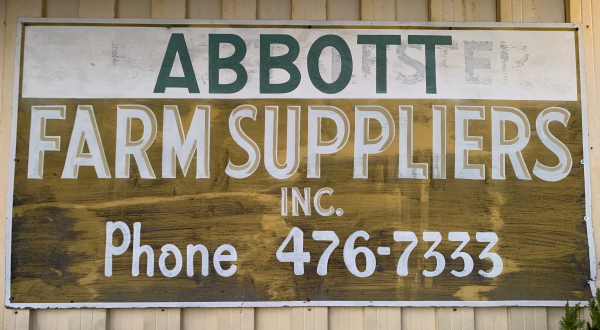 ABBOTT
FARM SUPPLIERS
INC.
Phone 476-7333